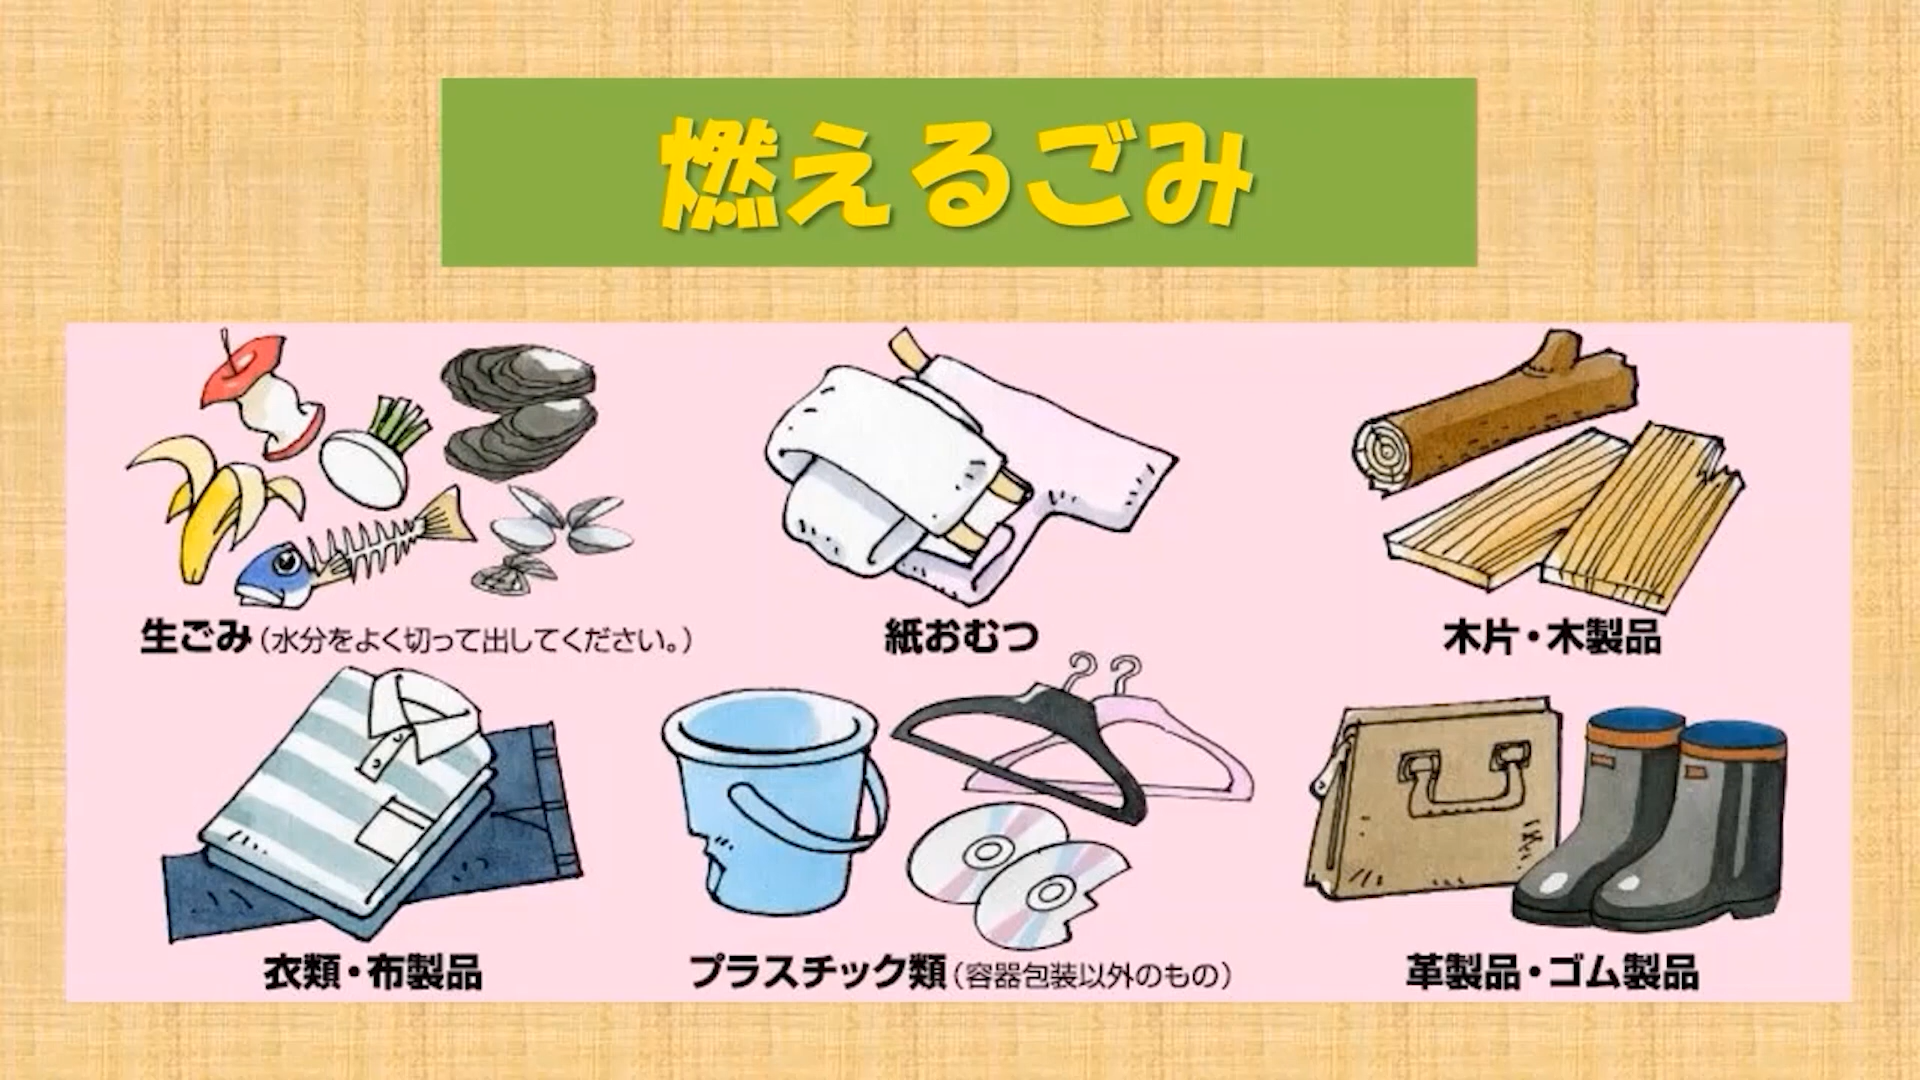 燃えるごみ
生ごみ(水分をよく切って出してください。)
紙おむつ
木片・木製品
衣類・布製品
プラスチック類(容器包装以外のもの)
革製品・ゴム製品